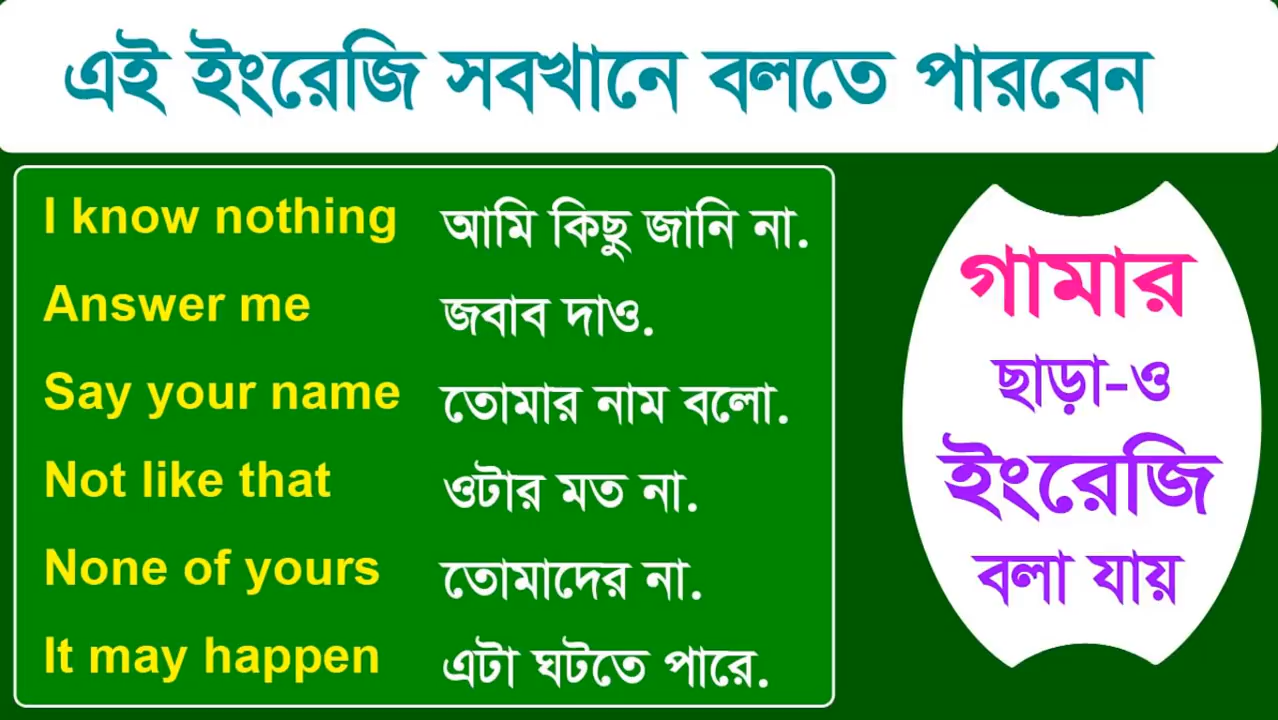 এই ইংরেজি সবখানে বলতে পারবেন
I know nothing আমি কিছু জানি না.
Answer me জবাব দাও.
Say your name তোমার নাম বলো.
Not like that ওটার মত না.
None of yours তোমাদের না.
It may happen এটা ঘটতে পারে.
গামার
ছাড়া-ও
ইংরেজি
বলা যায়